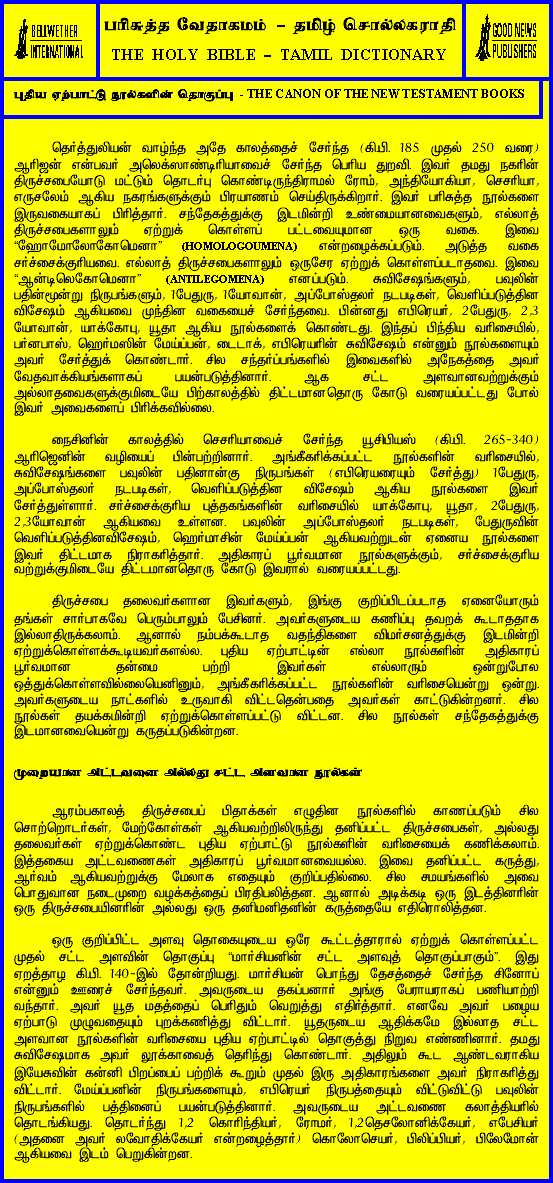 BELLWETHER
INTERNATIONAL
பரிசுத்த வேதாகமம் – தமிழ் சொல்லகராதி
THE HOLY BIBLE – TAMIL DICTIONARY
GOOD NEWS
PUBLISHERS
புதிய ஏற்பாட்டு நூல்களின் தொகுப்பு - THE CANON OF THE NEW TESTAMENT BOOKS
தெர்த்துலியன் வாழ்ந்த அதே காலத்தைச் சேர்ந்த (கி.பி. 185 முதல் 250 வரை)
ஆரிஜன் என்பவர் அலெக்ஸாண்டிரியாவைச் சேர்ந்த பெரிய துறவி. இவர் தமது நகரின்
திருச்சபையோடு மட்டும் தொடர்பு கொண்டிருந்திராமல் ரோம், அந்தியோகியா, செசரியா,
எருசலேம் ஆகிய நகரங்களுக்கும் பிரயாணம் செய்திருக்கிறார். இவர் பரிசுத்த நூல்களை
இருவகையாகப் பிரித்தார். சந்தேகத்துக்கு இடமின்றி உண்மையானவைகளும், எல்லாத்
திருச்சபைகளாலும் ஏற்றுக் கொள்ளப் பட்டவையுமான ஒரு வகை. இவை
“ஹோமோலோகோமெனா” (HOMOLOGOUMENA) என்றழைக்கப்படும். அடுத்த வகை
சர்ச்சைக்குரியவை. எல்லாத் திருச்சபைகளாலும் ஒருசேர ஏற்றுக் கொள்ளப்படாதவை. இவை
“ஆன்டிலெகோமெனா” (ANTILEGOMENA) எனப்படும். சுவிசேஷங்களும், பவுலின்
பதின்மூன்று நிருபங்களும், 1பேதுரு, 1யோவான், அப்போஸ்தலர் நடபடிகள், வெளிப்படுத்தின
விசேஷம் ஆகியவை முந்தின வகையைச் சேர்ந்தவை. பின்னது எபிரெயர், 2பேதுரு, 2,3
யோவான், யாக்கோபு, யூதா ஆகிய நூல்களைக் கொண்டது. இந்தப் பிந்திய வரிசையில்,
பர்னபாஸ், ஹெர்மஸின் மேய்ப்பன், டைடாக், எபிரெயரின் சுவிசேஷம் என்னும் நூல்களையும்
அவர் சேர்த்துக் கொண்டார். சில சந்தர்ப்பங்களில் இவைகளில் அநேகத்தை அவர்
வேதவாக்கியங்களாகப் பயன்படுத்தினார். ஆக சட்ட அளவானவற்றுக்கும்
அல்லாதவைகளுக்குமிடையே பிற்காலத்தில் திட்டமானதொரு கோடு வரையப்பட்டது போல்
இவர் அவைகளைப் பிரிக்கவில்லை.
நைசினின் காலத்தில் செசரியாவைச் சேர்ந்த யூசிபியஸ் (கி.பி. 265-340)
ஆரிஜெனின் வழியைப் பின்பற்றினார். அங்கீகரிக்கப்பட்ட நூல்களின் வரிசையில்,
சுவிசேஷங்களை பவுலின் பதினான்கு நிருபங்கள் (எபிரெயரையும் சேர்த்து) 1பேதுரு,
அப்போஸ்தலர் நடபடிகள், வெளிப்படுத்தின விசேஷம் ஆகிய நூல்களை இவர்
சேர்த்துள்ளார். சர்ச்சைக்குரிய புத்தகங்களின் வரிசையில் யாக்கோபு, யூதா, 2பேதுரு,
2,3யோவான் ஆகியவை உள்ளன. பவுலின் அப்போஸ்தலர் நடபடிகள், பேதுருவின்
வெளிப்படுத்தினவிசேஷம், ஹெர்மாசின் மேய்ப்பன் ஆகியவற்றுடன் ஏனைய நூல்களை
இவர் திட்டமாக நிராகரித்தார். அதிகாரப் பூர்வமான நூல்களுக்கும், சர்ச்சைக்குரிய
வற்றுக்குமிடையே திட்டமானதொரு கோடு இவரால் வரையப்பட்டது.
திருச்சபை தலைவர்களான இவர்களும், இங்கு குறிப்பிடப்படாத ஏனையோரும்
தங்கள் சார்பாகவே பெரும்பாலும் பேசினர். அவர்களுடைய கணிப்பு தவறக் கூடாததாக
இல்லாதிருக்கலாம். ஆனால் நம்பக்கூடாத வதந்திகளை விமர்சனத்துக்கு இடமின்றி
ஏற்றுக்கொள்ளக்கூடியவர்களல்ல. புதிய ஏற்பாட்டின் எல்லா நூல்களின் அதிகாரப்
பூர்வமான தன்மை பற்றி இவர்கள் எல்லாரும் ஒன்றுபோல
ஒத்துக்கொள்ளவில்லையெனினும், அங்கீகரிக்கப்பட்ட நூல்களின் வரிசையென்று ஒன்று.
அவர்களுடைய நாட்களில் உருவாகி விட்டதென்பதை அவர்கள் காட்டுகின்றனர். சில
நூல்கள் தயக்கமின்றி ஏற்றுக்கொள்ளப்பட்டு விட்டன. சில நூல்கள் சந்தேகத்துக்கு
இடமானவையென்று கருதப்படுகின்றன.
முறையான அட்டவணை அல்லது சட்ட அளவான நூல்கள்
ஆரம்பகாலத் திருச்சபைப் பிதாக்கள் எழுதின நூல்களில் காணப்படும் சில
சொற்றொடர்கள், மேற்கோள்கள் ஆகியவற்றிலிருந்து தனிப்பட்ட திருச்சபைகள், அல்லது
தலைவர்கள் ஏற்றுக்கொண்ட புதிய ஏற்பாட்டு நூல்களின் வரிசையைக் கணிக்கலாம்.
இத்தகைய அட்டவணைகள் அதிகாரப் பூர்வமானவையல்ல. இவை தனிப்பட்ட கருத்து,
ஆர்வம் ஆகியவற்றுக்கு மேலாக எதையும் குறிப்பதில்லை. சில சமயங்களில் அவை
பொதுவான நடைமுறை வழக்கத்தைப் பிரதிபலித்தன. ஆனால் அடிக்கடி ஒரு இடத்தினரின்
ஒரு திருச்சபையினரின் அல்லது ஒரு தனிமனிதனின் கருத்தையே எதிரொலித்தன.
ஒரு குறிப்பிட்ட அளவு தொகையுடைய ஒரே கூட்டத்தாரால் ஏற்றுக் கொள்ளப்பட்ட
முதல் சட்ட அளவின் தொகுப்பு “மார்சியனின் சட்ட அளவுத் தொகுப்பாகும்”. இது
ஏறத்தாழ கி.பி. 140-இல் தோன்றியது. மார்சியன் பொந்து தேசத்தைச் சேர்ந்த சினோப்
என்னும் ஊரைச் சேர்ந்தவர். அவருடைய தகப்பனார் அங்கு பேராயராகப் பணியாற்றி
வந்தார். அவர் யூத மதத்தைப் பெரிதும் வெறுத்து எதிர்த்தார். எனவே அவர் பழைய
ஏற்பாடு முழுவதையும் புறக்கணித்து விட்டார். யூதருடைய ஆதிக்கமே இல்லாத சட்ட
அளவான நூல்களின் வரிசையை புதிய ஏற்பாட்டில் தொகுத்து நிறுவ எண்ணினார். தமது
சுவிசேஷமாக அவர் லூக்காவைத் தெரிந்து கொண்டார். அதிலும் கூட ஆண்டவராகிய
இயேசுவின் கன்னி பிறப்பைப் பற்றிக் கூறும் முதல் இரு அதிகாரங்களை அவர் நிராகரித்து
விட்டார். மேய்ப்பனின் நிருபங்களையும், எபிரெயர் நிருபத்தையும் விட்டுவிட்டு பவுலின்
நிருபங்களில் பத்தினைப் பயன்படுத்தினார். அவருடைய அட்டவணை கலாத்தியரில்
தொடங்கியது. தொடர்ந்து 1,2 கொரிந்தியர், ரோமர், 1,2தெசலோனிக்கேயர், எபேசியர்
(அதனை அவர் லவோதிக்கேயர் என்றழைத்தார்) கொலோசெயர், பிலிப்பியர், பிலேமோன்
ஆகியவை இடம் பெறுகின்றன.